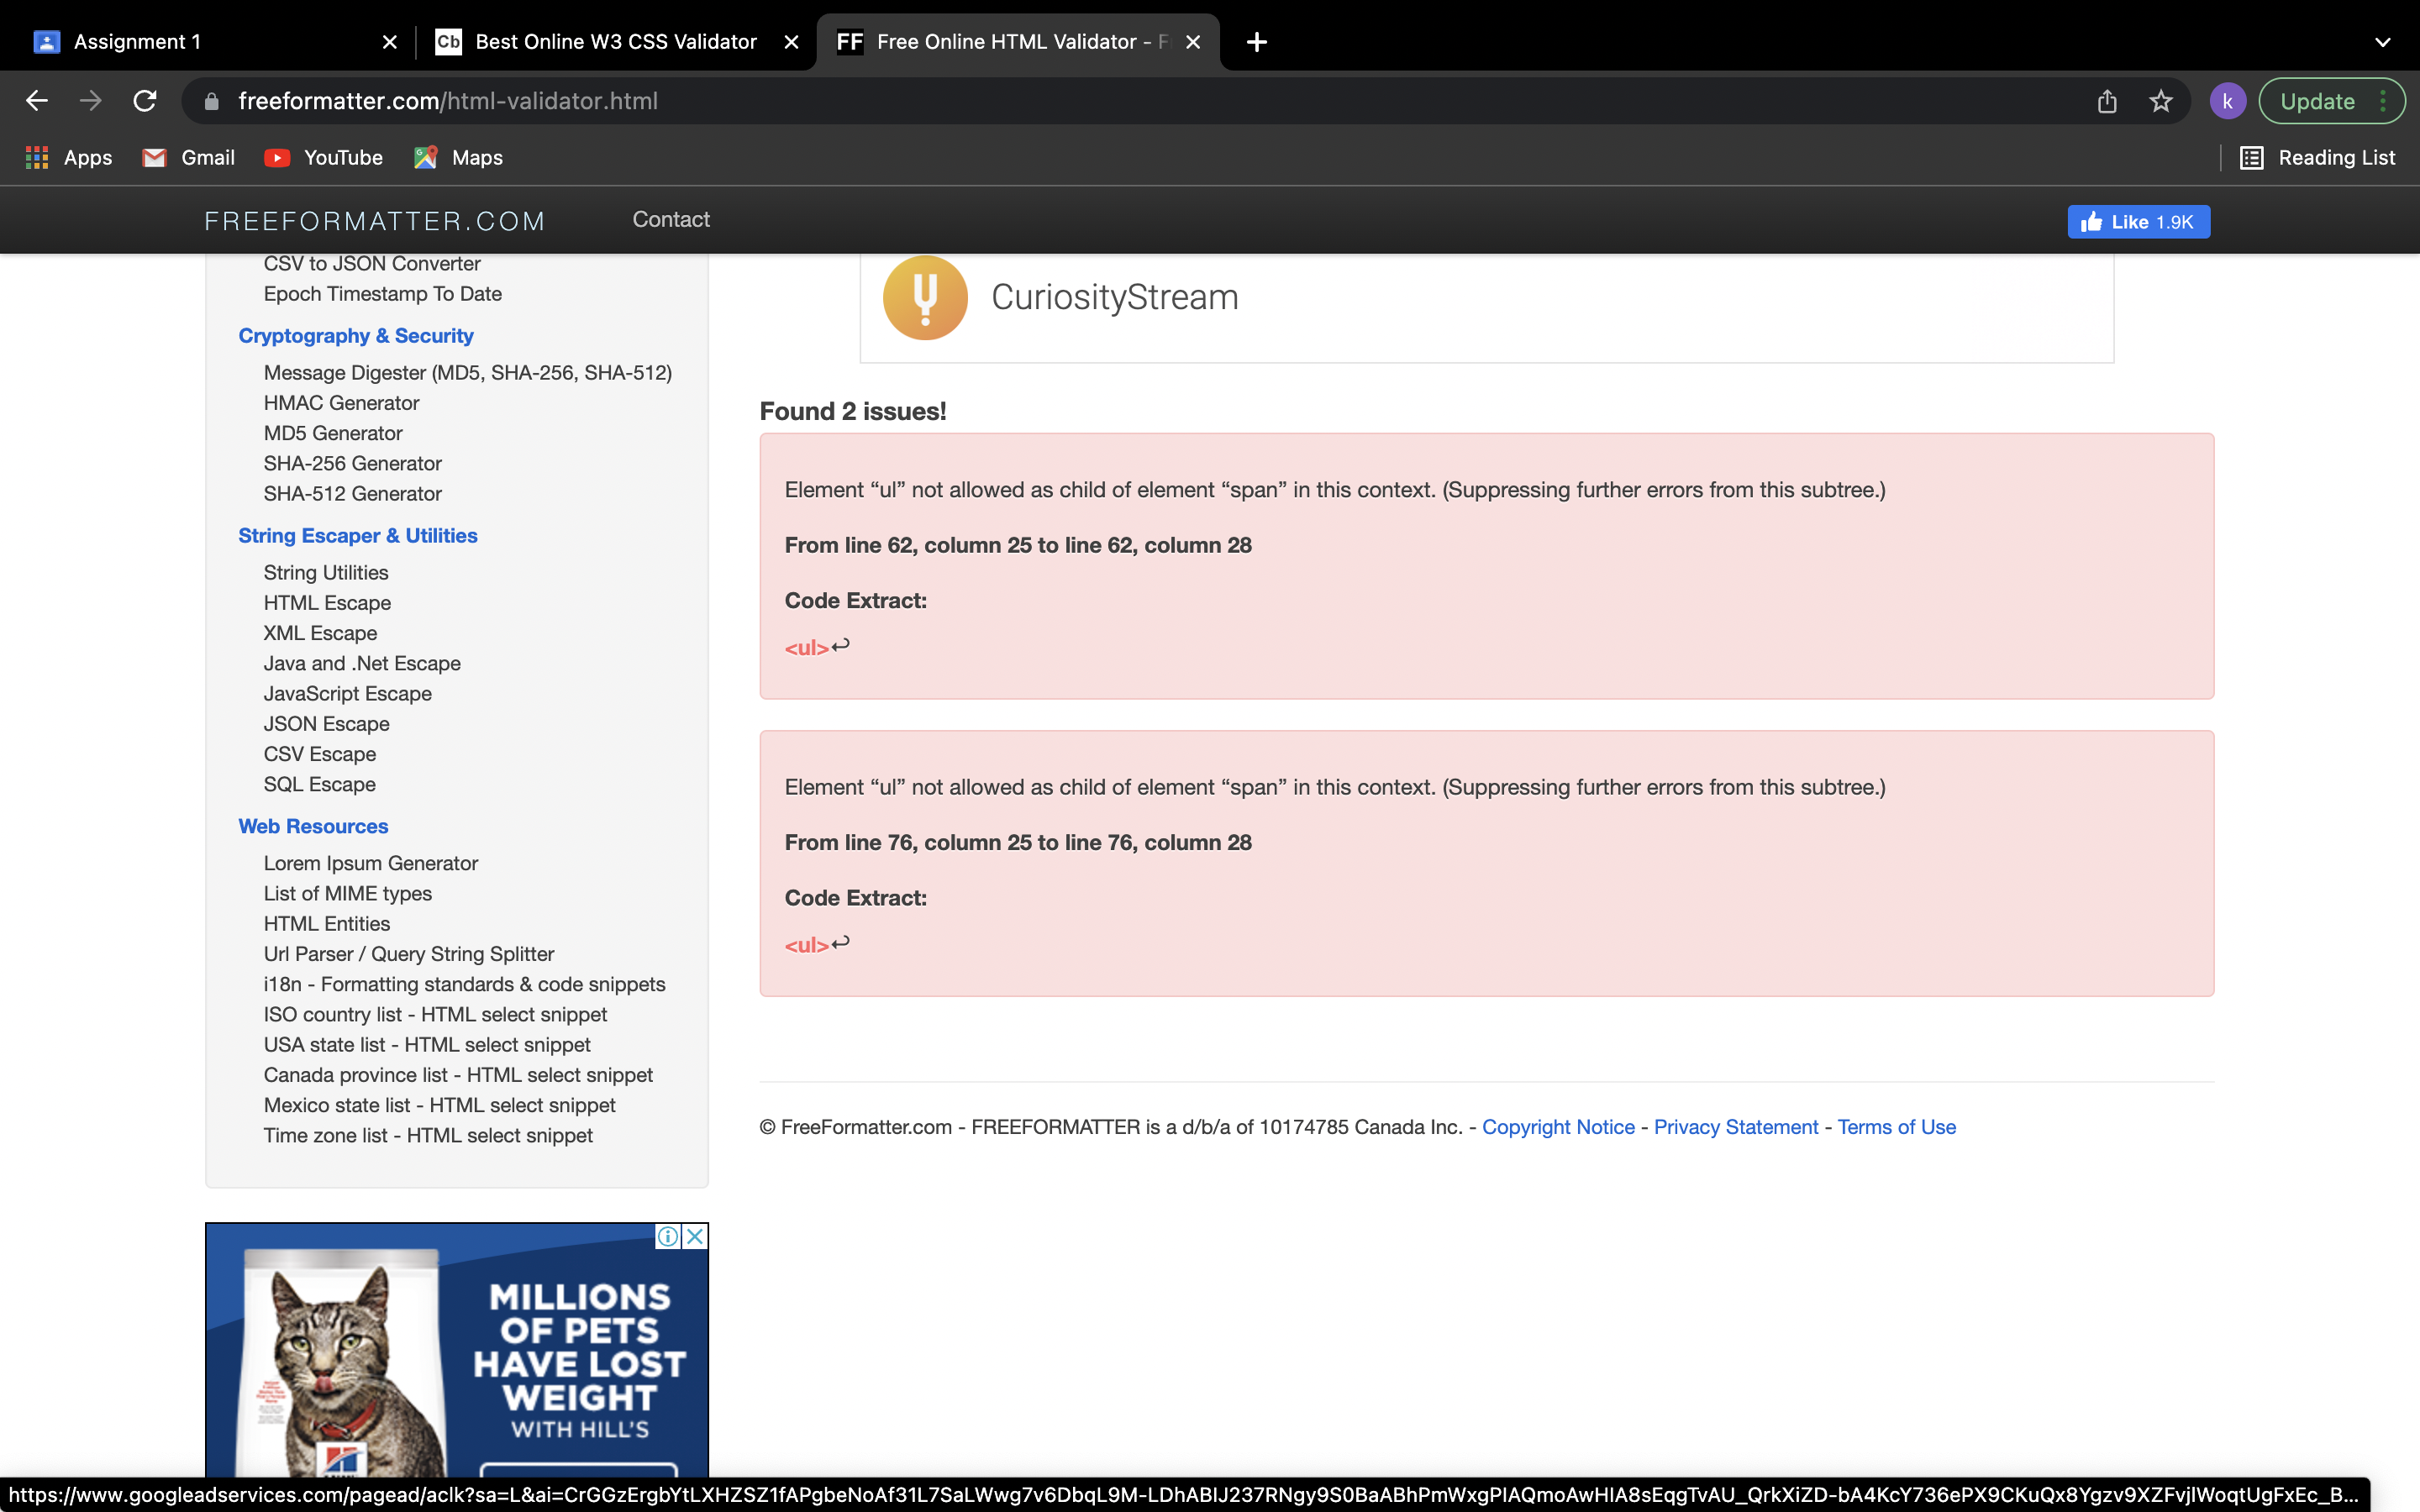 Assignment 1
Cb Best Online W3 CSS Validator
FF Free Online HTML Validator - F
freeformatter.com/html-validator.html
k
Update
Apps
Gmail
YouTube
Maps
Reading List
FREEFORMATTER.COM
Contact
Like 1.9K
CSV to JSON Converter
Epoch Timestamp To Date
Cryptography & Security
Message Digester (MD5, SHA-256, SHA-512)
HMAC Generator
MD5 Generator
SHA-256 Generator
SHA-512 Generator
String Escaper & Utilities
String Utilities
HTML Escape
XML Escape
Java and .Net Escape
JavaScript Escape
JSON Escape
CSV Escape
SQL Escape
Web Resources
Lorem Ipsum Generator
List of MIME types
HTML Entities
Url Parser / Query String Splitter
i18n - Formatting standards & code snippets
ISO country list - HTML select snippet
USA state list - HTML select snippet
Canada province list - HTML select snippet
Mexico state list - HTML select snippet
Time zone list - HTML select snippet
CuriosityStream
Found 2 issues!
Element “ul” not allowed as child of element “span” in this context. (Suppressing further errors from this subtree.)
From line 62, column 25 to line 62, column 28
Code Extract:
<ul>↩
Element “ul” not allowed as child of element “span” in this context. (Suppressing further errors from this subtree.)
From line 76, column 25 to line 76, column 28
Code Extract:
<ul>↩
© FreeFormatter.com - FREEFORMATTER is a d/b/a of 10174785 Canada Inc. - Copyright Notice - Privacy Statement - Terms of Use
MILLIONS
OF PETS
HAVE LOST
WEIGHT
WITH HILL'S